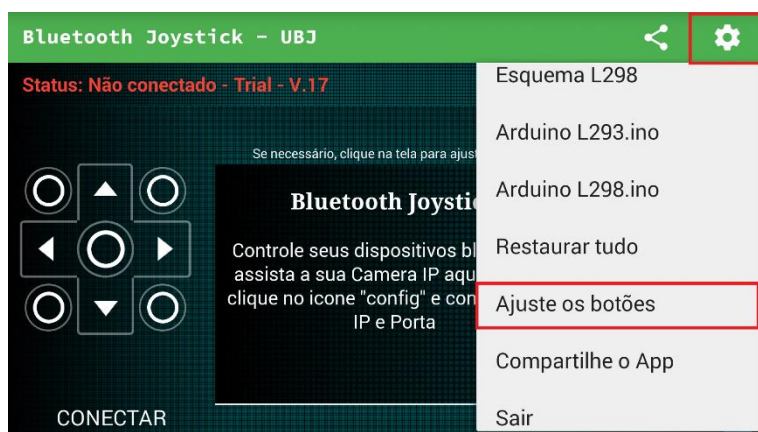 Bluetooth Joystick - UBJ
Status: Não conectado - Trial - V.17
Se necessário, clique na tela para ajus
Bluetooth Joysti
Controle seus dispositivos bl
assista a sua Camera IP aqu
clique no icone "config" e con
IP e Porta
CONECTAR
Esquema L298
Arduino L293.ino
Arduino L298.ino
Restaurar tudo
Ajuste os botões
Compartilhe o App
Sair